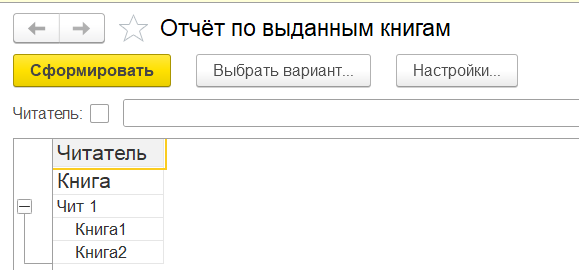 Отчёт по выданным книгам
Сформировать Выбрать вариант... Настройки...
Читатель:
Читатель
Книга
Чит 1
Книга1
Книга2